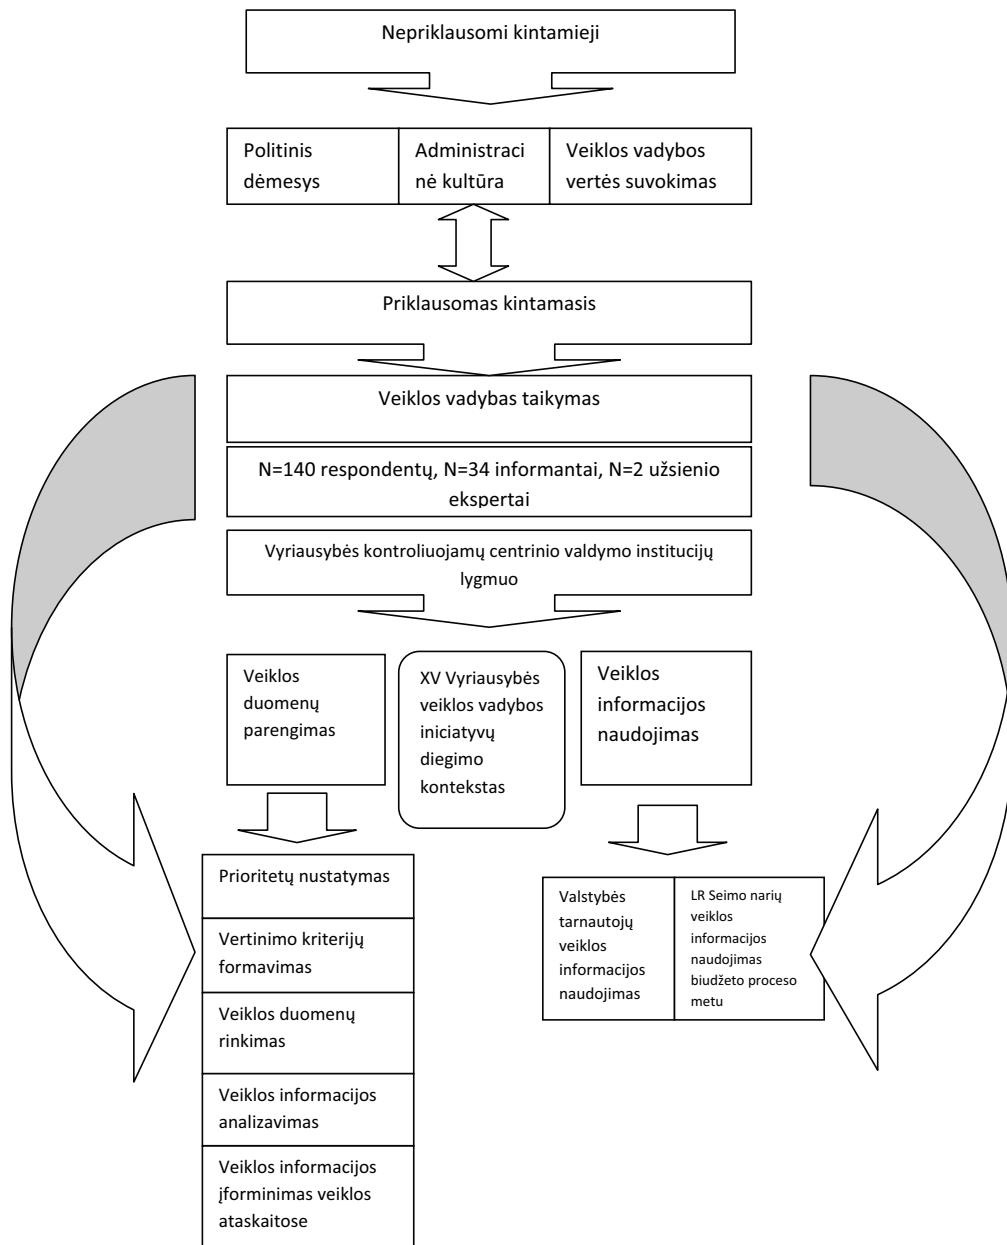 Nepriklausomi kintamieji
Politinis
dėmesys
Administraci
nė kultūra
Veiklos vadybos
vertės suvokimas
Priklausomas kintamasis
Veiklos vadybas taikymas
N=140 respondentų, N=34 informantai, N=2 užsienio
ekspertai
Vyriausybės kontroliuojamų centrinio valdymo institucijų
lygmuo
Veiklos
duomenų
parengimas
XV Vyriausybės
veiklos vadybos
iniciatyvų
diegimo
kontekstas
Veiklos
informacijos
naudojimas
Prioritetų nustatymas
Vertinimo kriterijų
formavimas
Veiklos duomenų
rinkimas
Veiklos informacijos
analizavimas
Veiklos informacijos
įforminimas veiklos
ataskaitose
Valstybės
tarnautojų
veiklos
informacijos
naudojimas
LR Seimo narių
veiklos
informacijos
naudojimas
biudžeto proceso
metu